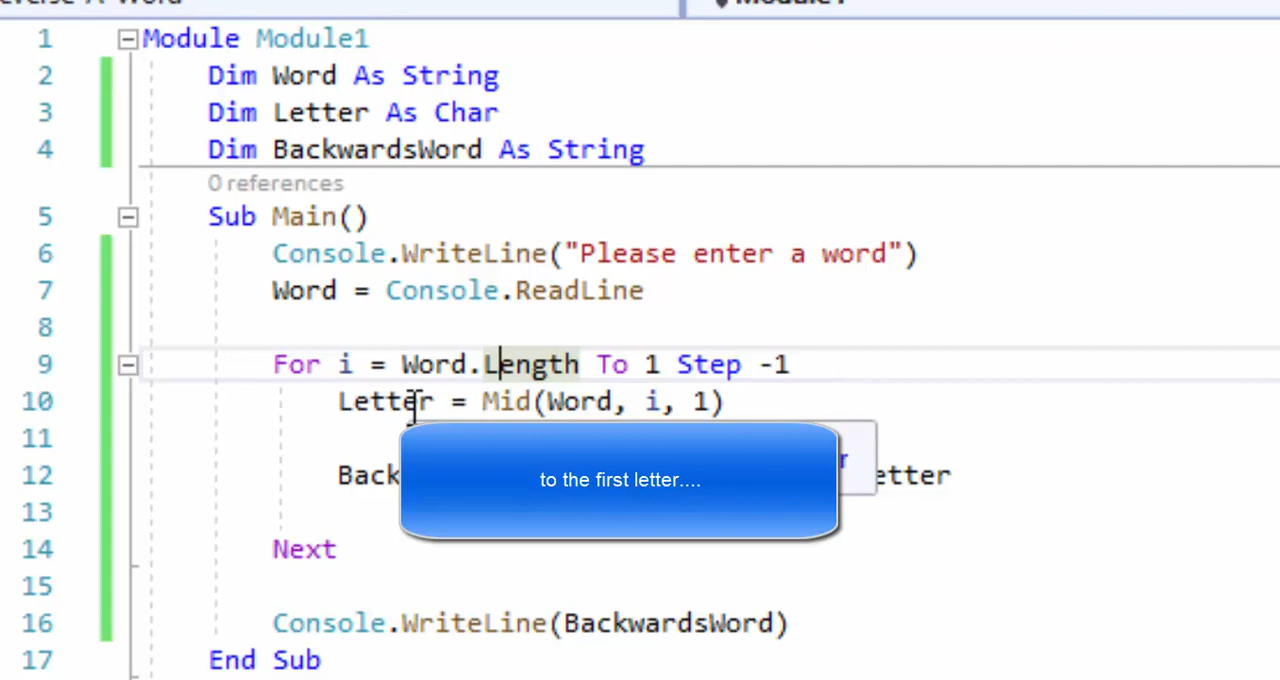 1 Module Module1
2 Dim Word As String
3 Dim Letter As Char
4 Dim BackwardsWord As String
0 references
5 Sub Main()
6 Console.WriteLine("Please enter a word")
7 Word = Console.ReadLine
8
9 For i = Word.Length To 1 Step -1
10 Letter = Mid(Word, i, 1)
11
to the first letter....
12 Back etter
13
14 Next
15
16 Console.WriteLine(BackwardsWord)
17 End Sub